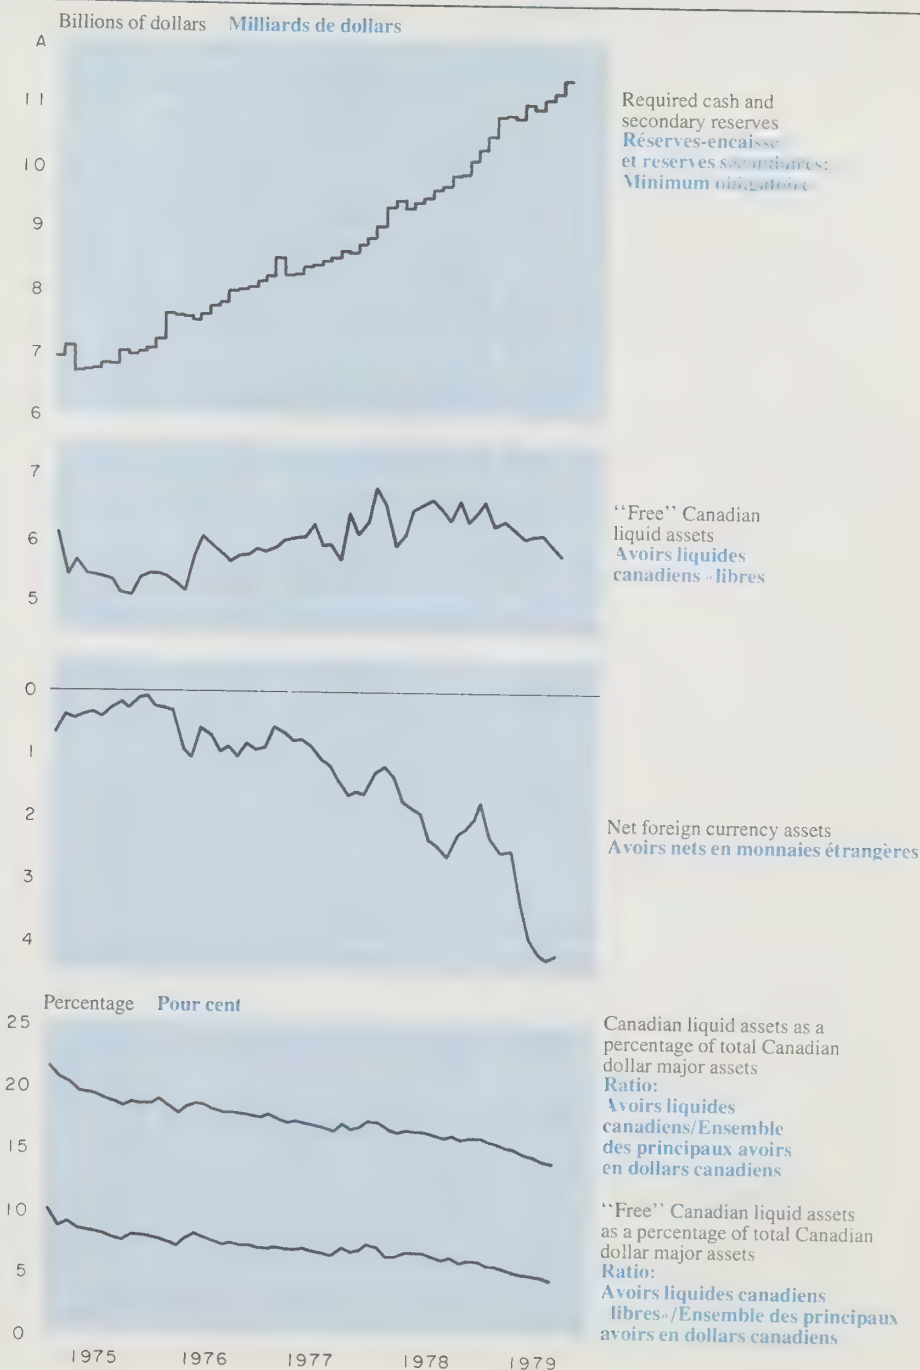 Billions of dollars Milliards de dollars
A
11
10
9
8
7
6
Required cash and
secondary reserves
Réserves-encaisse
et reserves
Minimum
7
6
5
"Free" Canadian
liquid assets
Avoirs liquides
canadiens «libres
0
1
2
3
4
Net foreign currency assets
Avoirs nets en monnaies étrangères
Percentage Pour cent
25
20
15
10
5
0
Canadian liquid assets as a
percentage of total Canadian
dollar major assets
Ratio:
Avoirs liquides
canadiens/Ensemble
des principaux avoirs
en dollars canadiens
"Free" Canadian liquid assets
as a percentage of total Canadian
dollar major assets
Ratio:
Avoirs liquides canadiens
libres»/Ensemble des principaux
avoirs en dollars canadiens
1975 1976 1977 1978 1979